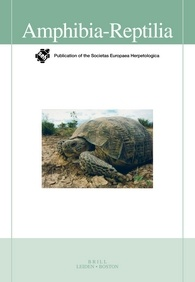 Amphibia-Reptilia
Publication of the Societas Europaea Herpetologica
BRILL
LEIDEN · BOSTON